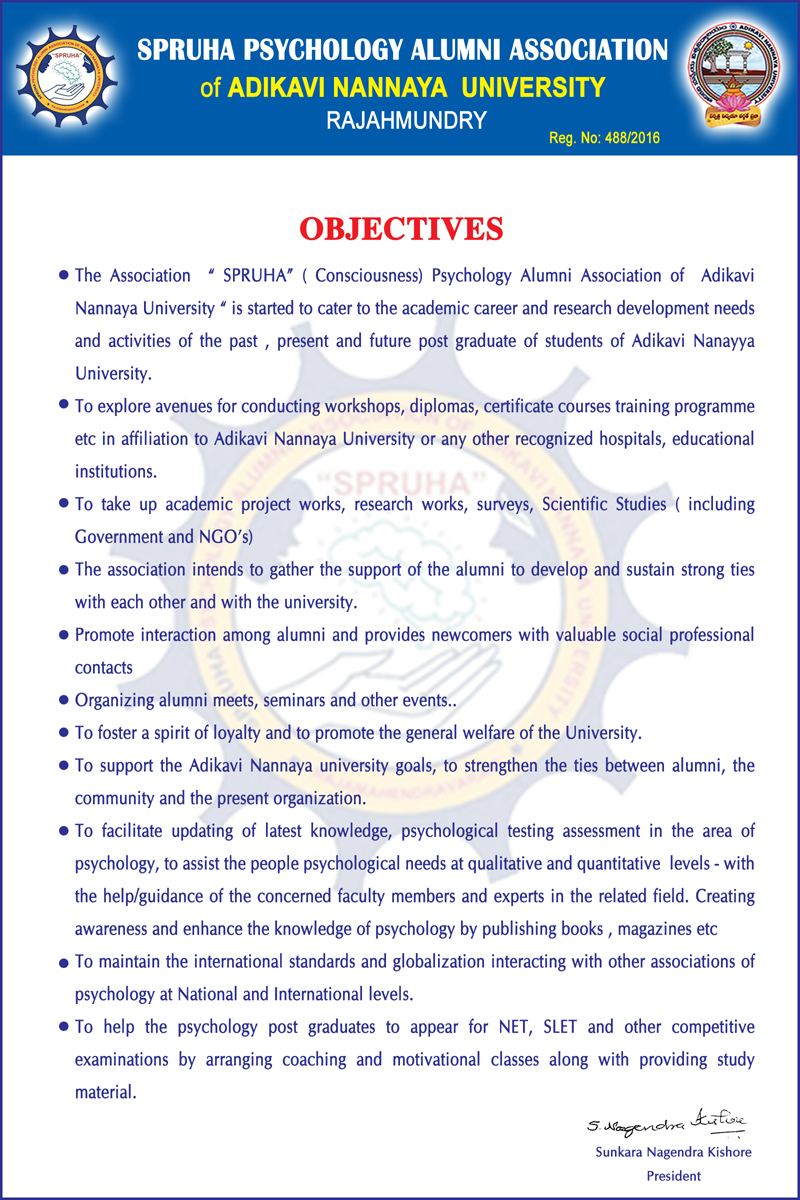 SPRUHA PSYCHOLOGY ALUMNI ASSOCIATION
of ADIKAVI NANNAYA UNIVERSITY
RAJAHMUNDRY
Reg. No: 488/2016
"SPRUHA"
OBJECTIVES
• The Association “ SPRUHA” ( Consciousness) Psychology Alumni Association of Adikavi
Nannaya University “ is started to cater to the academic career and research development needs
and activities of the past , present and future post graduate of students of Adikavi Nanayya
University.
• To explore avenues for conducting workshops, diplomas, certificate courses training programme
etc in affiliation to Adikavi Nannaya University or any other recognized hospitals, educational
institutions.
• To take up academic project works, research works, surveys, Scientific Studies ( including
Government and NGO’s)
• The association intends to gather the support of the alumni to develop and sustain strong ties
with each other and with the university.
• Promote interaction among alumni and provides newcomers with valuable social professional
contacts
• Organizing alumni meets, seminars and other events..
• To foster a spirit of loyalty and to promote the general welfare of the University.
• To support the Adikavi Nannaya university goals, to strengthen the ties between alumni, the
community and the present organization.
• To facilitate updating of latest knowledge, psychological testing assessment in the area of
psychology, to assist the people psychological needs at qualitative and quantitative levels - with
the help/guidance of the concerned faculty members and experts in the related field. Creating
awareness and enhance the knowledge of psychology by publishing books , magazines etc
• To maintain the international standards and globalization interacting with other associations of
psychology at National and International levels.
• To help the psychology post graduates to appear for NET, SLET and other competitive
examinations by arranging coaching and motivational classes along with providing study
material.
"SPRUHA"
SPRUHA PSYCHOLOGY ALUMNI ASSOCIATION OF ADIKAVI NANNAYA UNIVERSITY
RAJAMAHENDRAVARAM
S. Nagendra Kishore
Sunkara Nagendra Kishore
President